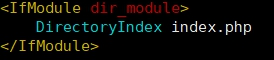 <IfModule dir_module>
    DirectoryIndex index.php
</IfModule>